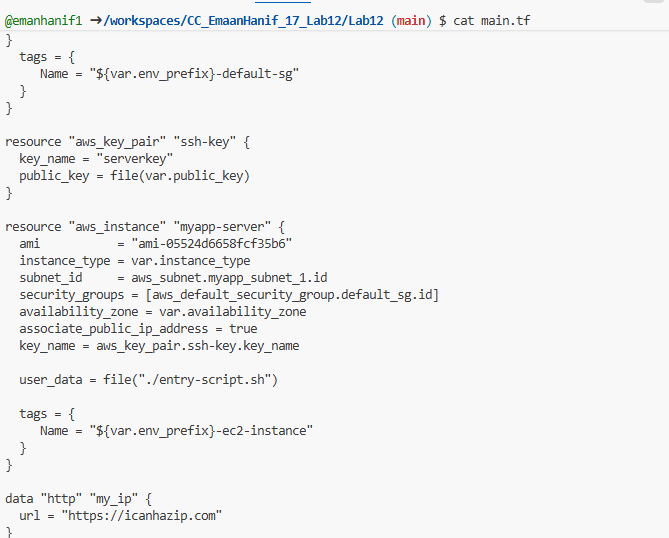 @emanhanif1 ➜/workspaces/CC_EmaanHanif_17_Lab12/Lab12 (main) $ cat main.tf
}
  tags = {
     Name = "${var.env_prefix}-default-sg"
  }
}

resource "aws_key_pair" "ssh-key" {
  key_name = "serverkey"
  public_key = file(var.public_key)
}

resource "aws_instance" "myapp-server" {
  ami           = "ami-05524d6658fcf35b6"
  instance_type = var.instance_type
  subnet_id     = aws_subnet.myapp_subnet_1.id
  security_groups = [aws_default_security_group.default_sg.id]
  availability_zone = var.availability_zone
  associate_public_ip_address = true
  key_name = aws_key_pair.ssh-key.key_name

  user_data = file("./entry-script.sh")

  tags = {
     Name = "${var.env_prefix}-ec2-instance"
  }
}

data "http" "my_ip" {
  url = "https://icanhazip.com"
}